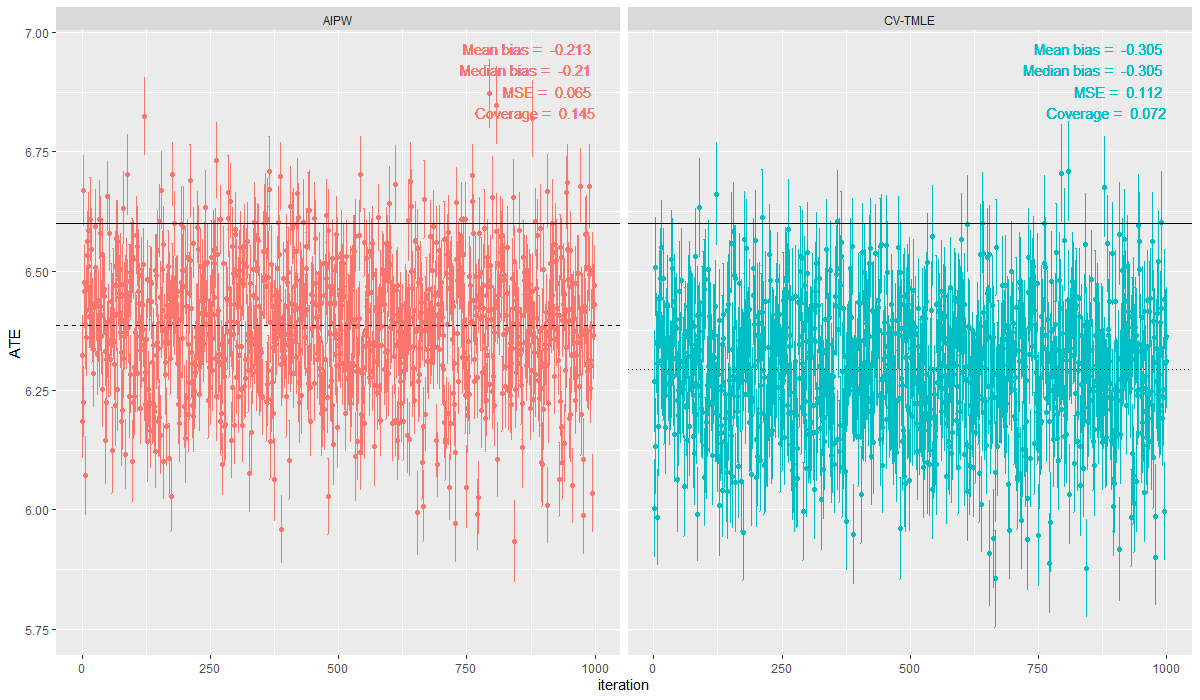 AIPW
CV-TMLE
7.00
6.75
6.50
6.25
6.00
5.75
ATE
Mean bias = -0.213
Median bias = -0.21
MSE = 0.065
Coverage = 0.145
Mean bias = -0.305
Median bias = -0.305
MSE = 0.112
Coverage = 0.072
0 250 500 750 1000
0 250 500 750 1000
iteration